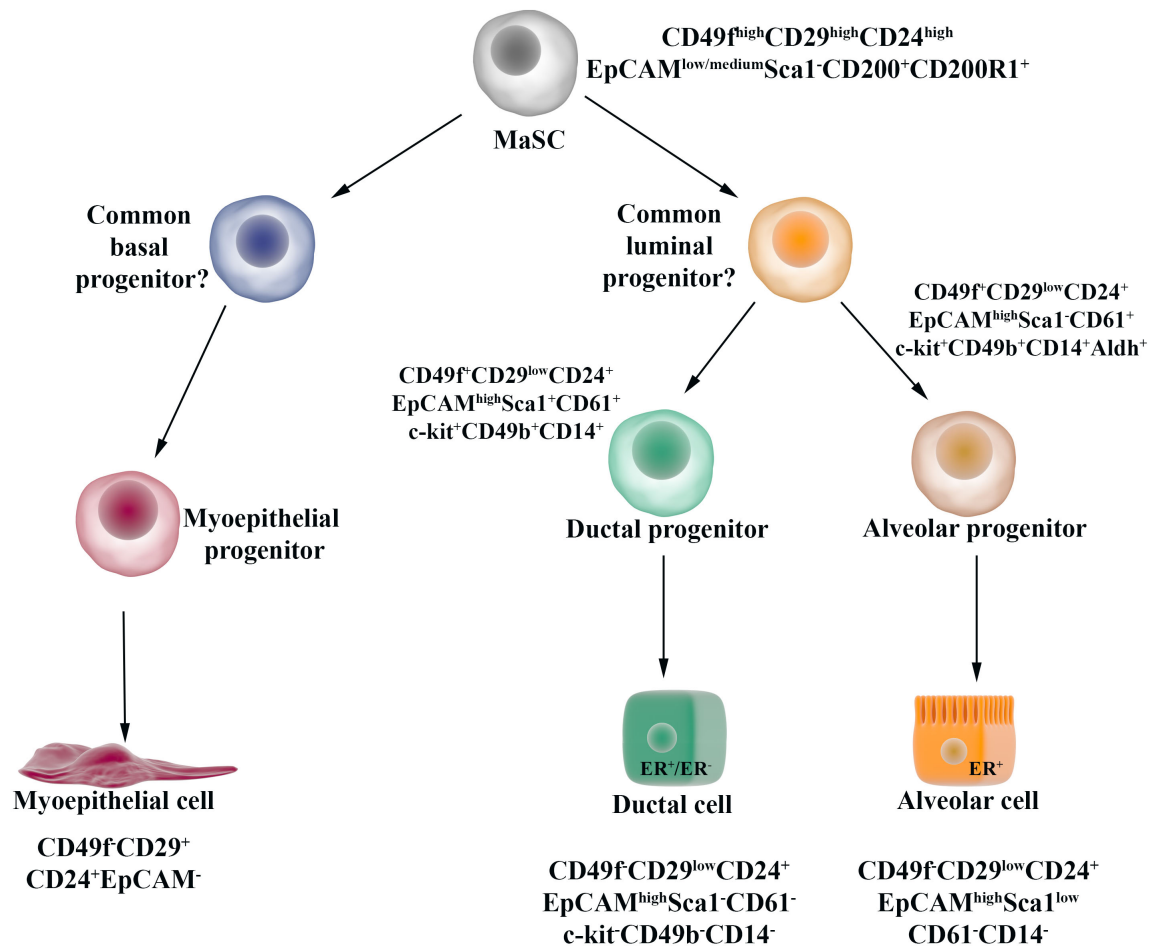 CD49fʰⁱᵍʰCD29ʰⁱᵍʰCD24ʰⁱᵍʰ
EpCAMˡᵒʷ/ᵐᵉᵈⁱᵘᵐSca1⁻CD200⁺CD200R1⁺
MaSC
Common
basal
progenitor?
Common
luminal
progenitor?
CD49f⁺CD29ˡᵒʷCD24⁺
EpCAMʰⁱᵍʰSca1⁻CD61⁺
c-kit⁺CD49b⁺CD14⁺Aldh⁺
CD49f⁺CD29ˡᵒʷCD24⁺
EpCAMʰⁱᵍʰSca1⁺CD61⁺
c-kit⁺CD49b⁺CD14⁺
Myoepithelial
progenitor
Ductal progenitor
Alveolar progenitor
ER⁺/ER⁻
ER⁺
Myoepithelial cell
Ductal cell
Alveolar cell
CD49f⁻CD29⁺
CD24⁺EpCAM⁻
CD49f⁻CD29ˡᵒʷCD24⁺
EpCAMʰⁱᵍʰSca1⁻CD61⁻
c-kit⁻CD49b⁻CD14⁻
CD49f⁻CD29ˡᵒʷCD24⁺
EpCAMʰⁱᵍʰSca1ˡᵒʷ
CD61⁻CD14⁻